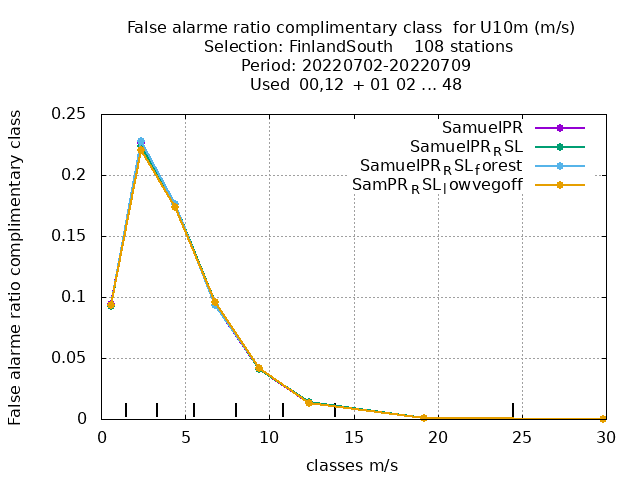 False alarme ratio complimentary class for U10m (m/s)
Selection: FinlandSouth 108 stations
Period: 20220702-20220709
Used 00,12 + 01 02 ... 48
False alarme ratio complimentary class
0.25
0.2
0.15
0.1
0.05
0
SamuelPR
SamuelPR_RSL
SamuelPR_RSL_forest
SamPR_RSL_lowvegoff
0 5 10 15 20 25 30
classes m/s